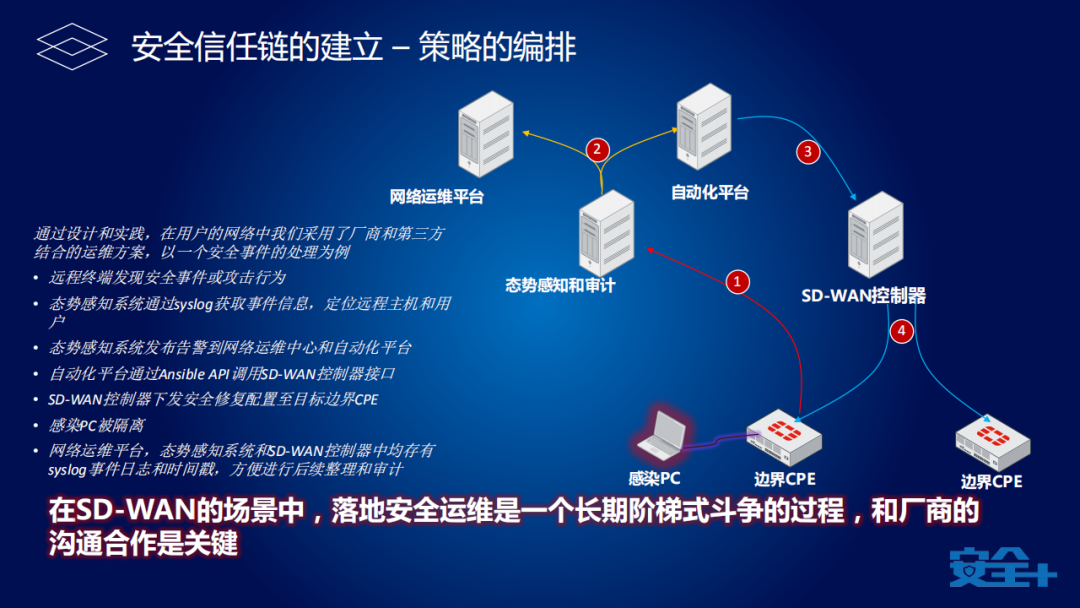 安全信任链的建立 – 策略的编排
网络运维平台
自动化平台
态势感知和审计
SD-WAN控制器
1
2
3
4
感染PC
边界CPE
边界CPE
通过设计和实践，在用户的网络中我们采用了厂商和第三方
结合的运维方案，以一个安全事件的处理为例
• 远程终端发现安全事件或攻击行为
• 态势感知系统通过syslog获取事件信息，定位远程主机和用
户
• 态势感知系统发布告警到网络运维中心和自动化平台
• 自动化平台通过Ansible API调用SD-WAN控制器接口
• SD-WAN控制器下发安全修复配置至目标边界CPE
• 感染PC被隔离
• 网络运维平台，态势感知系统和SD-WAN控制器中均存有
syslog事件日志和时间戳，方便进行后续整理和审计
在SD-WAN的场景中，落地安全运维是一个长期阶梯式斗争的过程，和厂商的
沟通合作是关键
安全+